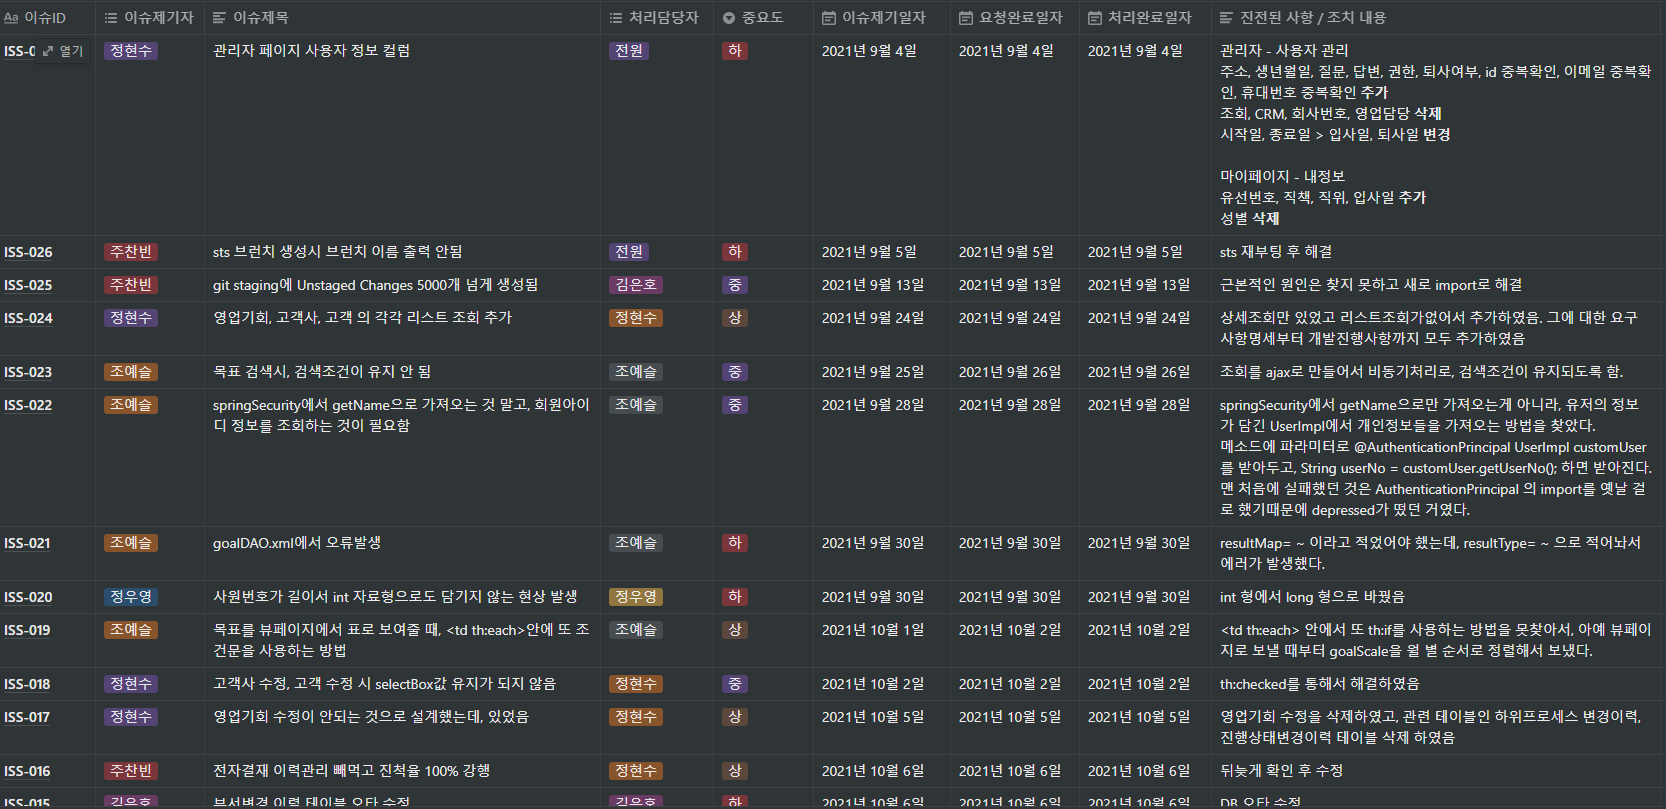 이슈ID 이슈제기자 이슈제목 처리담당자 중요도 이슈제기일자 요청완료일자 처리완료일자 진전된 사항 / 조치 내용
ISS-0 열기 정현수 관리자 페이지 사용자 정보 컬럼 전원 하 2021년 9월 4일 2021년 9월 4일 2021년 9월 4일 관리자 - 사용자 관리
주소, 생년월일, 질문, 답변, 권한, 퇴사여부, id 중복확인, 이메일 중복확
인, 휴대번호 중복확인 추가
조회, CRM, 회사번호, 영업담당 삭제
시작일, 종료일 > 입사일, 퇴사일 변경
마이페이지 - 내정보
유선번호, 직책, 직위, 입사일 추가
성별 삭제
ISS-026 주찬빈 sts 브런치 생성시 브런치 이름 출력 안됨 전원 하 2021년 9월 5일 2021년 9월 5일 2021년 9월 5일 sts 재부팅 후 해결
ISS-025 주찬빈 git staging에 Unstaged Changes 5000개 넘게 생성됨 김은호 중 2021년 9월 13일 2021년 9월 13일 2021년 9월 13일 근본적인 원인은 찾지 못하고 새로 import로 해결
ISS-024 정현수 영업기회, 고객사, 고객 의 각각 리스트 조회 추가 정현수 상 2021년 9월 24일 2021년 9월 24일 2021년 9월 24일 상세조회만 있었고 리스트조회가없어서 추가하였음. 그에 대한 요구
사항명세부터 개발진행사항까지 모두 추가하였음
ISS-023 조예슬 목표 검색시, 검색조건이 유지 안 됨 조예슬 중 2021년 9월 25일 2021년 9월 26일 2021년 9월 26일 조회를 ajax로 만들어서 비동기처리로, 검색조건이 유지되도록 함.
ISS-022 조예슬 springSecurity에서 getName으로 가져오는 것 말고, 회원아이 조예슬 중 2021년 9월 28일 2021년 9월 28일 2021년 9월 28일 springSecurity에서 getName으로만 가져오는게 아니라, 유저의 정보
디 정보를 조회하는 것이 필요함 가 담긴 UserImpl에서 개인정보들을 가져오는 방법을 찾았다.
메소드에 파라미터로 @AuthenticationPrincipal UserImpl customUser
를 받아두고, String userNo = customUser.getUserNo(); 하면 받아진다.
맨 처음에 실패했던 것은 AuthenticationPrincipal 의 import를 옛날 걸
로 했기때문에 depressed가 떴던 거였다.
ISS-021 조예슬 goalDAO.xml에서 오류발생 조예슬 하 2021년 9월 30일 2021년 9월 30일 2021년 9월 30일 resultMap= ~ 이라고 적었어야 했는데, resultType= ~ 으로 적어놔서
에러가 발생했다.
ISS-020 정우영 사원번호가 길이서 int 자료형으로도 담기지 않는 현상 발생 정우영 하 2021년 9월 30일 2021년 9월 30일 2021년 9월 30일 int 형에서 long 형으로 바꿨음
ISS-019 조예슬 목표를 뷰페이지에서 표로 보여줄 때, <td th:each>안에 또 조 조예슬 상 2021년 10월 1일 2021년 10월 2일 2021년 10월 2일 <td th:each> 안에서 또 th:if를 사용하는 방법을 못찾아서, 아예 뷰페이
건문을 사용하는 방법 지로 보낼 때부터 goalScale을 월 별 순서로 정렬해서 보냈다.
ISS-018 정현수 고객사 수정, 고객 수정 시 selectBox값 유지가 되지 않음 정현수 중 2021년 10월 2일 2021년 10월 2일 2021년 10월 2일 th:checked를 통해서 해결하였음
ISS-017 정현수 영업기회 수정이 안되는 것으로 설계했는데, 있었음 정현수 상 2021년 10월 5일 2021년 10월 5일 2021년 10월 5일 영업기회 수정을 삭제하였고, 관련 테이블인 하위프로세스 변경이력,
진행상태변경이력 테이블 삭제 하였음
ISS-016 주찬빈 전자결재 이력관리 빼먹고 진척율 100% 강행 정현수 상 2021년 10월 6일 2021년 10월 6일 2021년 10월 6일 뒤늦게 확인 후 수정
ISS-015 김은호 부서변경 이력 테이블 오타 수정 김은호 하 2021년 10월 6일 2021년 10월 6일 2021년 10월 6일 DB 오타 수정